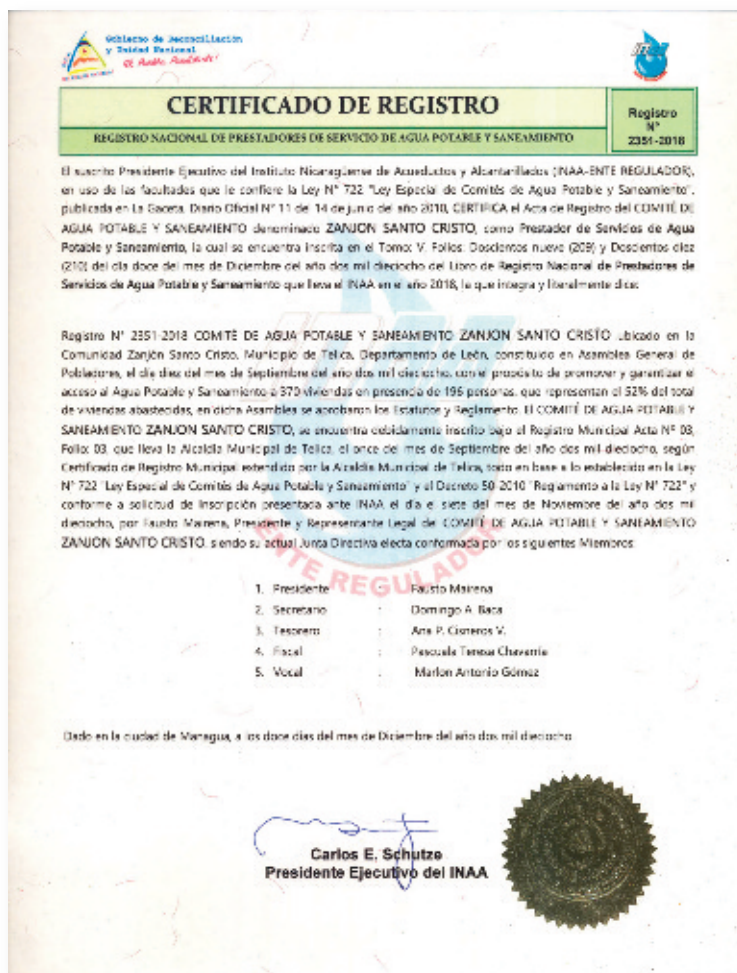 Gobierno de Reconciliación
y Unidad Nacional
El Pueblo, Presidente!
CERTIFICADO DE REGISTRO
REGISTRO NACIONAL DE PRESTADORES DE SERVICIO DE AGUA POTABLE Y SANEAMIENTO
Registro
N°
2351-2018
El suscrito Presidente Ejecutivo del Instituto Nicaragüense de Acueductos y Alcantarillados (INAA-ENTE REGULADOR),
en uso de las facultades que le confiere la Ley N° 722 "Ley Especial de Comités de Agua Potable y Saneamiento",
publicada en La Gaceta, Diario Oficial N° 11 del 14 de junio del año 2010, CERTIFICA el Acta de Registro del COMITÉ DE
AGUA POTABLE Y SANEAMIENTO denominado ZANJON SANTO CRISTO, como Prestador de Servicios de Agua
Potable y Saneamiento, la cual se encuentra inscrita en el Tomo: V, Folios: Doscientos nueve (209) y Doscientos diez
(210) del día doce del mes de Diciembre del año dos mil dieciocho del Libro de Registro Nacional de Prestadores de
Servicios de Agua Potable y Saneamiento que lleva el INAA en el año 2018, la que integra y literalmente dice:
Registro N° 2351-2018 COMITÉ DE AGUA POTABLE Y SANEAMIENTO ZANJON SANTO CRISTO ubicado en la
Comunidad Zanjón Santo Cristo, Municipio de Telica, Departamento de León, constituido en Asamblea General de
Pobladores, el día diez del mes de Septiembre del año dos mil dieciocho, con el propósito de promover y garantizar el
acceso al Agua Potable y Saneamiento a 379 viviendas en presencia de 196 personas, que representan el 52% del total
de viviendas abastecidas, en dicha Asamblea se aprobaron los Estatutos y Reglamento. El COMITÉ DE AGUA POTABLE Y
SANEAMIENTO ZANJON SANTO CRISTO, se encuentra debidamente inscrito bajo el Registro Municipal Acta N° 03,
Folio: 03, que lleva la Alcaldía Municipal de Telica, el once del mes de Septiembre del año dos mil dieciocho, según
Certificado de Registro Municipal extendido por la Alcaldía Municipal de Telica, todo en base a lo establecido en la Ley
N° 722 "Ley Especial de Comités de Agua Potable y Saneamiento" y el Decreto 50-2010 "Reglamento a la Ley N° 722" y
conforme a solicitud de Inscripción presentada ante INAA el día el siete del mes de Noviembre del año dos mil
dieciocho, por Fausto Mairena, Presidente y Representante Legal de COMITÉ DE AGUA POTABLE Y SANEAMIENTO
ZANJON SANTO CRISTO, siendo su actual Junta Directiva electa conformada por los siguientes Miembros:
ENTE REGULADOR
1. Presidente : Fausto Mairena
2. Secretario : Domingo A. Baca
3. Tesorero : Ana P. Cisneros V.
4. Fiscal : Pascuala Teresa Chavarría
5. Vocal : Marlon Antonio Gómez
Dado en la ciudad de Managua, a los doce días del mes de Diciembre del año dos mil dieciocho
Carlos E. Schutze
Presidente Ejecutivo del INAA